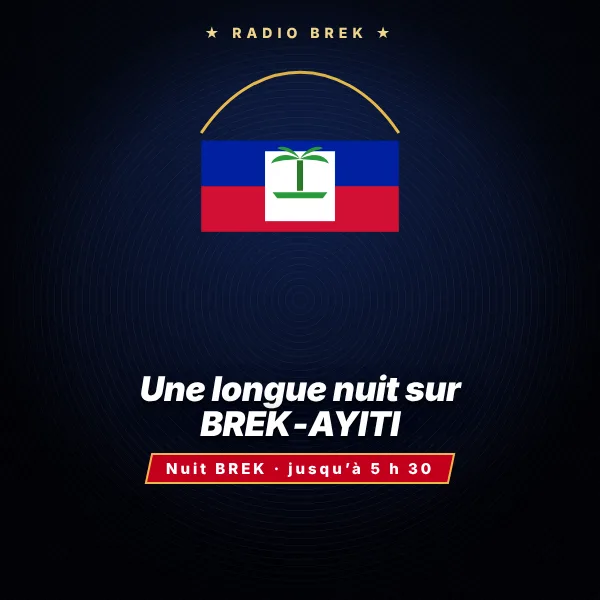 ★ RADIO BREK ★
Une longue nuit sur
BREK-AYITI
Nuit BREK · jusqu’à 5 h 30